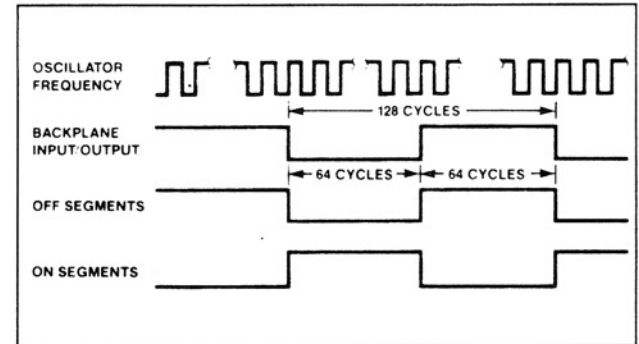 OSCILLATOR
FREQUENCY
128 CYCLES
BACKPLANE
INPUT/OUTPUT
64 CYCLES
64 CYCLES
OFF SEGMENTS
ON SEGMENTS